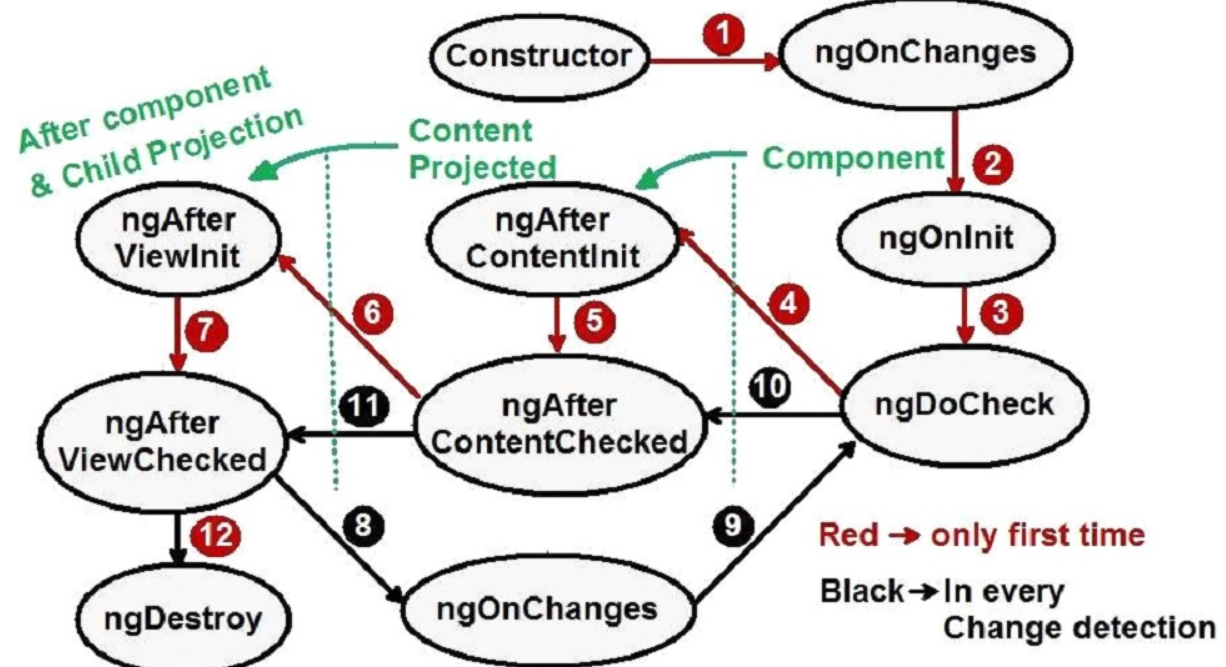 Constructor
1
ngOnChanges
After component
& Child Projection
Content
Projected
Component
2
ngAfter
ViewInit
ngAfter
ContentInit
ngOnInit
7
6
5
4
3
ngAfter
ViewChecked
11
ngAfter
ContentChecked
10
ngDoCheck
12
8
9
ngDestroy
ngOnChanges
Red → only first time
Black → In every
Change detection